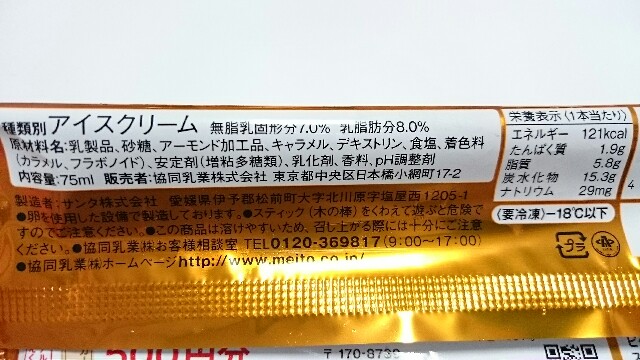 種類別 アイスクリーム 無脂乳固形分7.0% 乳脂肪分8.0%
原材料名:乳製品、砂糖、アーモンド加工品、キャラメル、デキストリン、食塩、着色料
(カラメル、フラボノイド)、安定剤(増粘多糖類)、乳化剤、香料、pH調整剤
内容量:75ml 販売者:協同乳業株式会社 東京都中央区日本橋小網町17-2
製造者:サンタ株式会社 愛媛県伊予郡松前町大字北川原字塩屋西1205-1
●卵を使用した設備で製造しております。●スティック(木の棒)をくわえて遊ぶと危険で
すのでご注意ください。●この商品は溶けやすいため、召し上がる際には十分にご注意
ください。●協同乳業㈱お客様相談室 TEL0120-369817(9:00~17:00)
●協同乳業㈱ホームページhttp://www.meito.co.jp/
栄養表示(1本当たり)
エネルギー 121kcal
たんぱく質 1.9g
脂質 5.8g
炭水化物 15.3g
ナトリウム 29mg
(要冷凍)-18℃以下
プラ
4
500円分
〒170-873